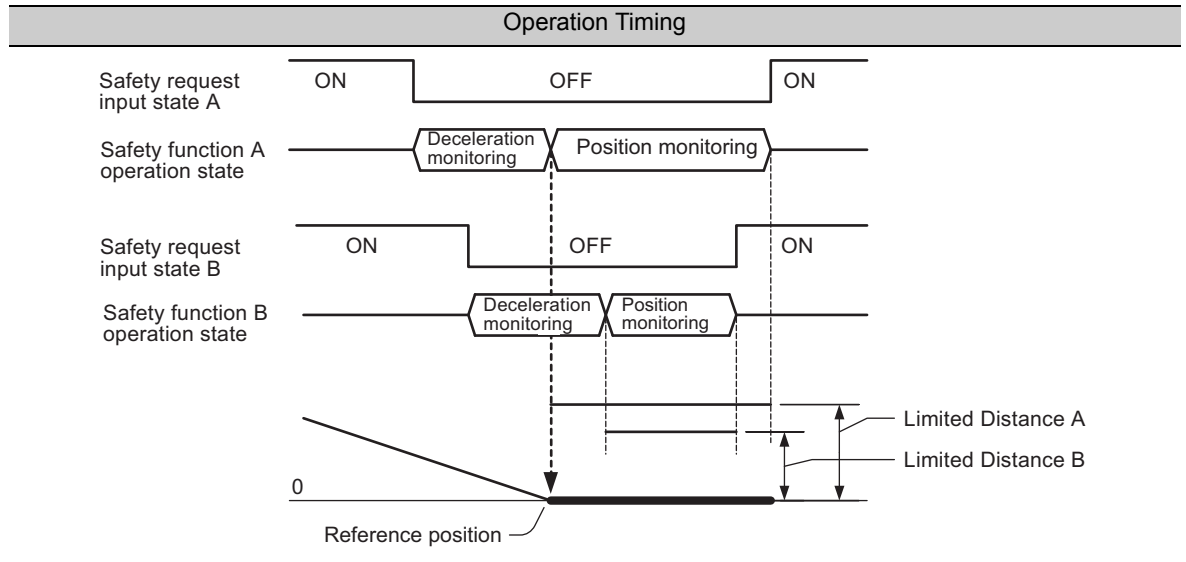 Operation Timing
Safety request
input state A
ON
OFF
ON
Safety function A
operation state
Deceleration
monitoring
Position monitoring
Safety request
input state B
ON
OFF
ON
Safety function B
operation state
Deceleration
monitoring
Position
monitoring
Limited Distance A
Limited Distance B
0
Reference position